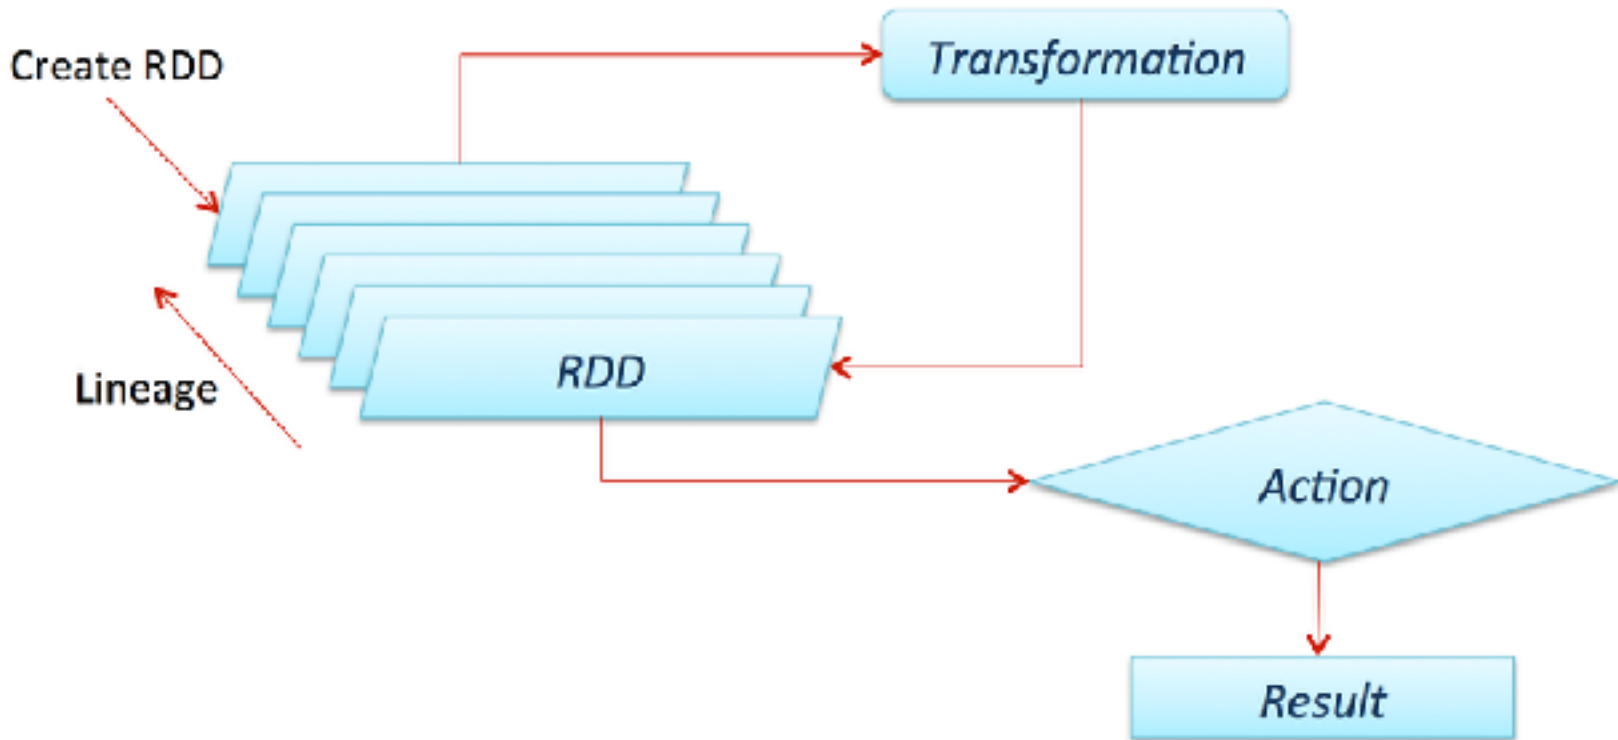 Create RDD
Transformation
RDD
Lineage
Action
Result